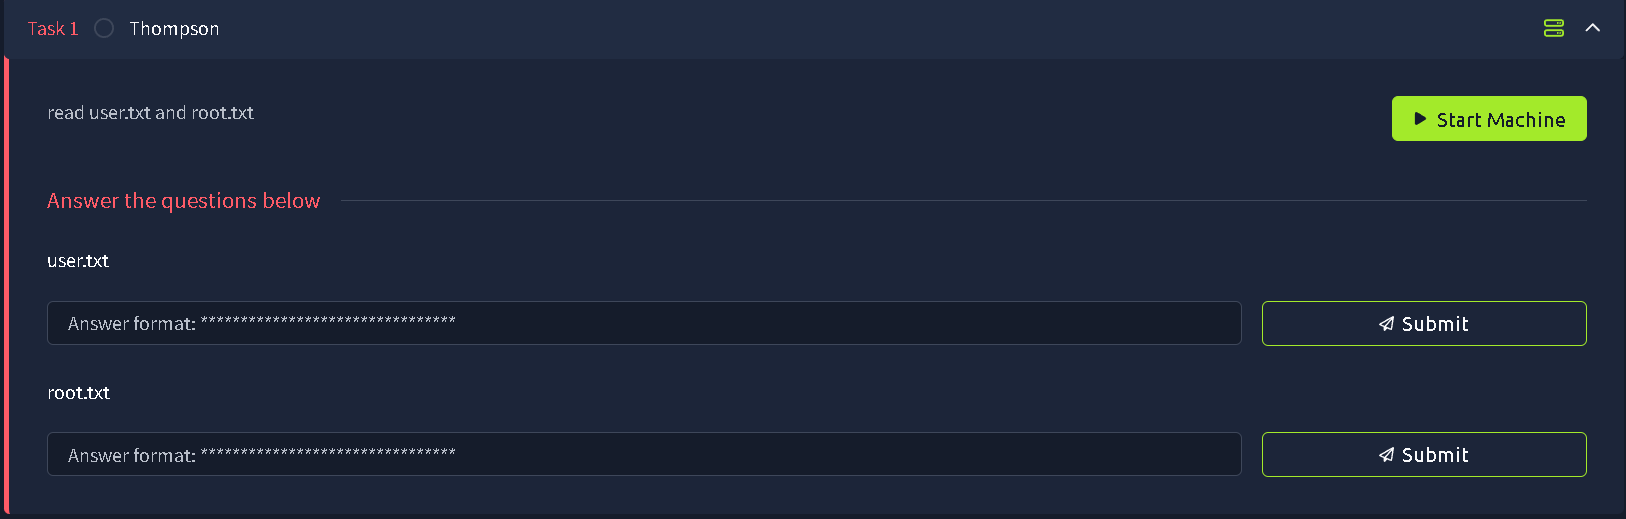 Task 1 Thompson
read user.txt and root.txt
Start Machine
Answer the questions below
user.txt
Answer format: ********************************
Submit
root.txt
Answer format: ********************************
Submit